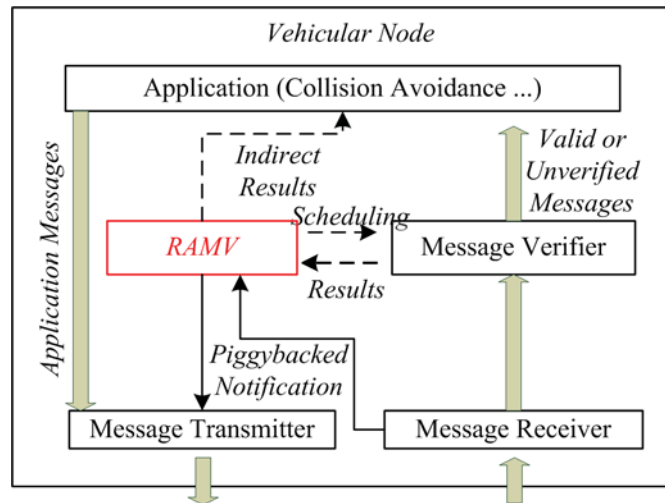 Vehicular Node
Application (Collision Avoidance ...)
Application Messages
Indirect
Results
Valid or
Unverified
Messages
Scheduling
RAMV
Message Verifier
Results
Piggybacked
Notification
Message Transmitter
Message Receiver